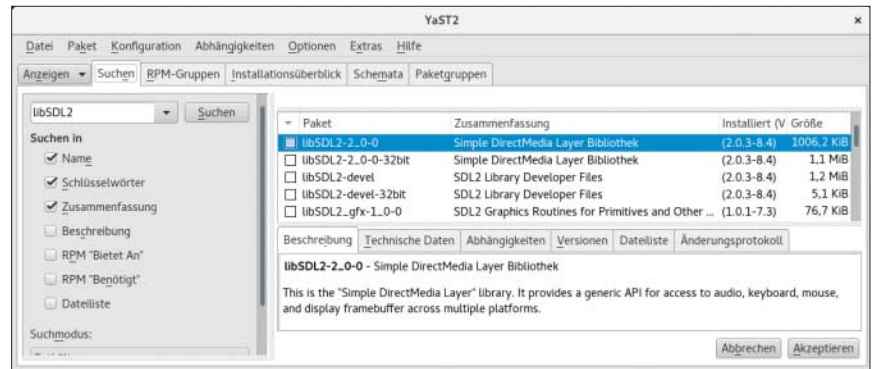 YaST2
Datei Paket Konfiguration Abhängigkeiten Optionen Extras Hilfe
Anzeigen Suchen RPM-Gruppen Installationsüberblick Schemata Paketgruppen
libSDL2 Suchen
Suchen in
Name
Schlüsselwörter
Zusammenfassung
Beschreibung
RPM "Bietet An"
RPM "Benötigt"
Dateiliste
Suchmodus:
Paket Zusammenfassung Installiert (V Größe
libSDL2-2_0-0 Simple DirectMedia Layer Bibliothek (2.0.3-8.4) 1006,2 KiB
libSDL2-2_0-0-32bit Simple DirectMedia Layer Bibliothek (2.0.3-8.4) 1,1 MiB
libSDL2-devel SDL2 Library Developer Files (2.0.3-8.4) 1,2 MiB
libSDL2-devel-32bit SDL2 Library Developer Files (2.0.3-8.4) 5,1 KiB
libSDL2_gfx-1_0-0 SDL2 Graphics Routines for Primitives and Other ... (1.0.1-7.3) 76,7 KiB
Beschreibung Technische Daten Abhängigkeiten Versionen Dateiliste Änderungsprotokoll
libSDL2-2_0-0 - Simple DirectMedia Layer Bibliothek
This is the "Simple DirectMedia Layer" library. It provides a generic API for access to audio, keyboard, mouse,
and display framebuffer across multiple platforms.
Abbrechen Akzeptieren